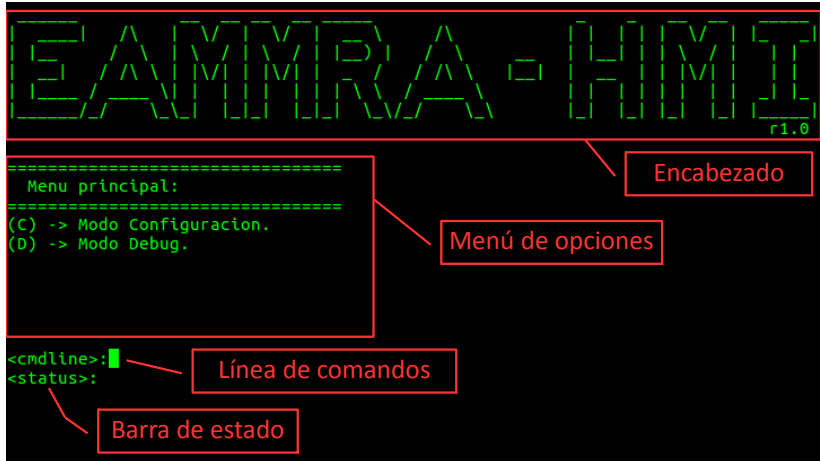 EAMMRA-HMI
r1.0
Encabezado
=================================
Menu principal:
=================================
(C) -> Modo Configuracion.
(D) -> Modo Debug.
Menú de opciones
<cmdline>:
Línea de comandos
<status>:
Barra de estado